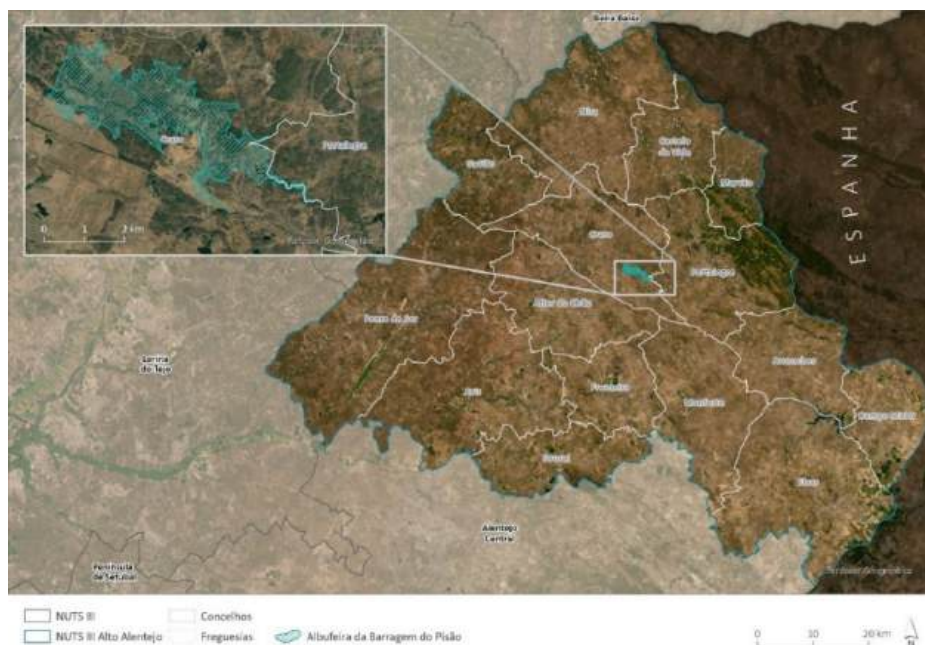 Beira Baixa
Nisa
Castelo
de Vide
Marvão
Gavião
Crato
Crato
Portalegre
Portalegre
0 1 2 km
Alter do Chão
Ponte de Sor
ESPANHA
Lezíria
do Tejo
Arronches
Avis
Fronteira
Monforte
Campo Maior
Sousel
Elvas
Alentejo
Central
Península
de Setúbal
NUTS III
Concelhos
NUTS III Alto Alentejo
Freguesias
Albufeira da Barragem do Pisão
0 10 20 km
N